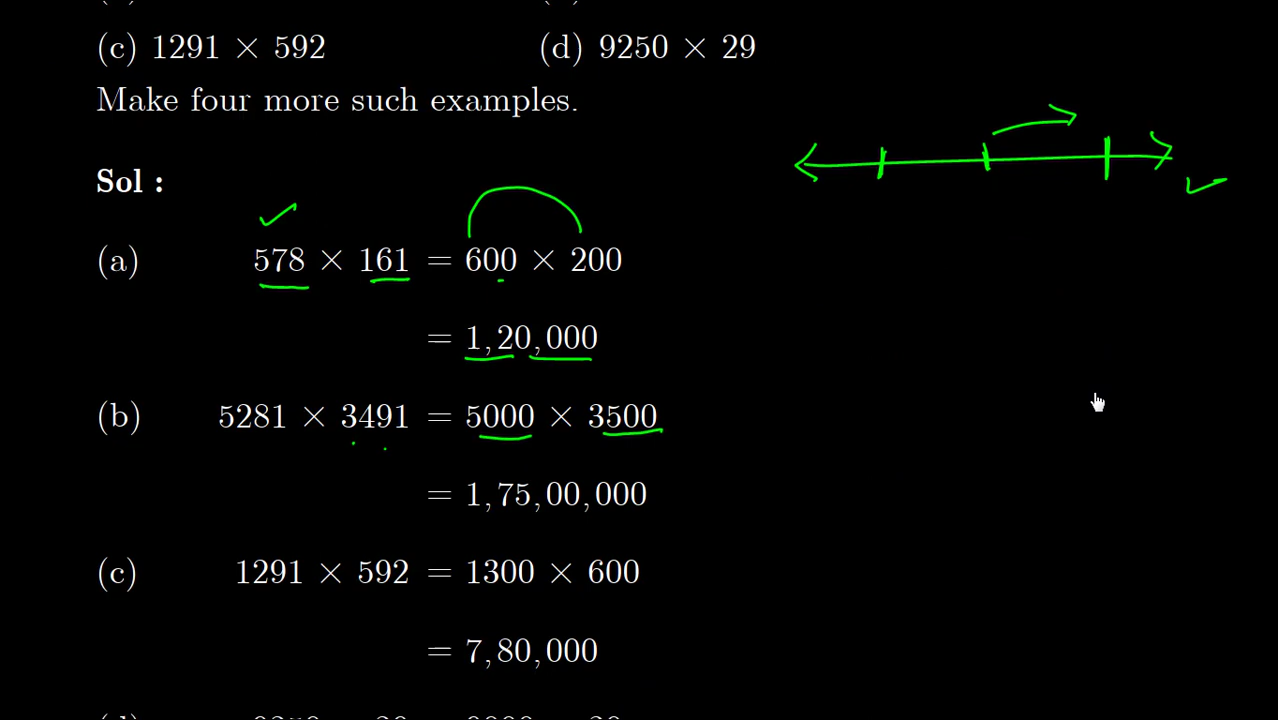 (c) 1291 × 592 (d) 9250 × 29
Make four more such examples.
Sol :
(a) 578 × 161 = 600 × 200
= 1,20,000
(b) 5281 × 3491 = 5000 × 3500
= 1,75,00,000
(c) 1291 × 592 = 1300 × 600
= 7,80,000